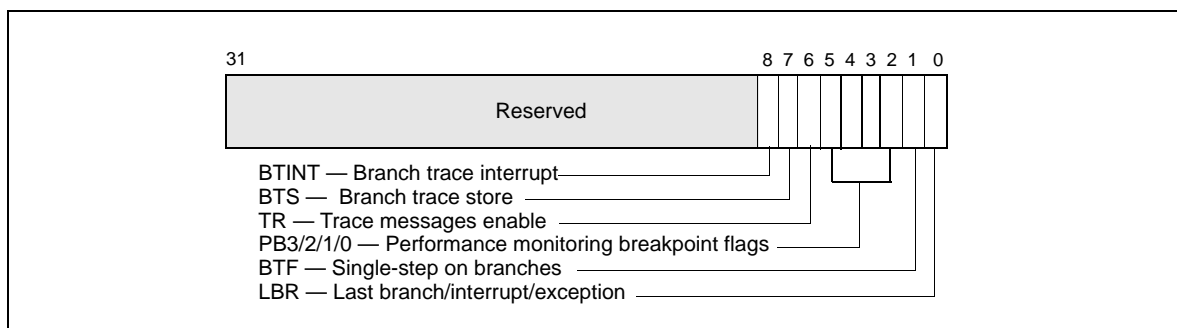 31 8 7 6 5 4 3 2 1 0
Reserved
BTINT — Branch trace interrupt
BTS — Branch trace store
TR — Trace messages enable
PB3/2/1/0 — Performance monitoring breakpoint flags
BTF — Single-step on branches
LBR — Last branch/interrupt/exception